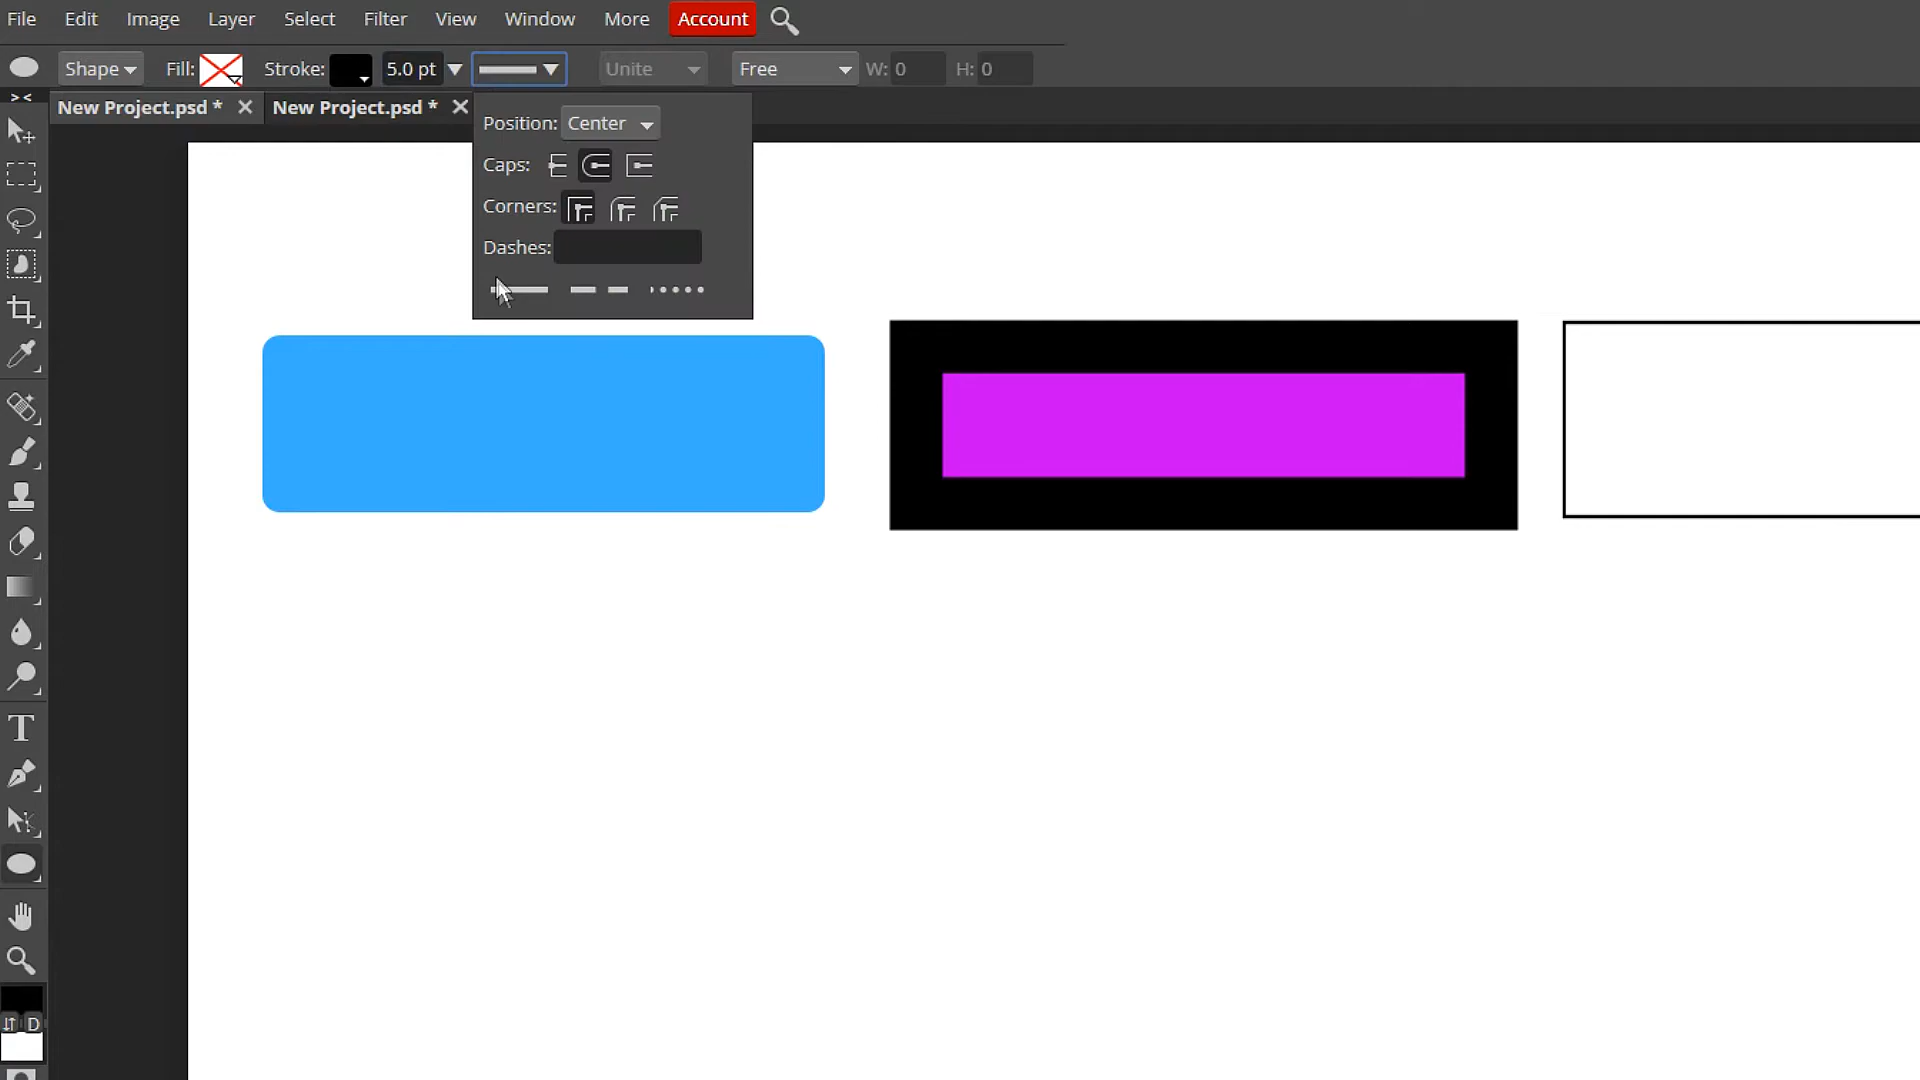 File Edit Image Layer Select Filter View Window More Account
Shape Fill: Stroke: 5.0 pt Unite Free W: 0 H: 0
> < New Project.psd * New Project.psd *
Position: Center
Caps:
Corners:
Dashes:
T
D